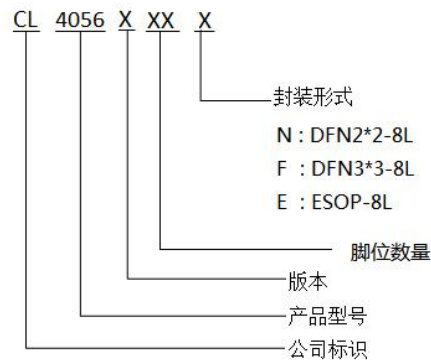 CL 4056 X XX X
封装形式
N : DFN2*2-8L
F : DFN3*3-8L
E : ESOP-8L
脚位数量
版本
产品型号
公司标识